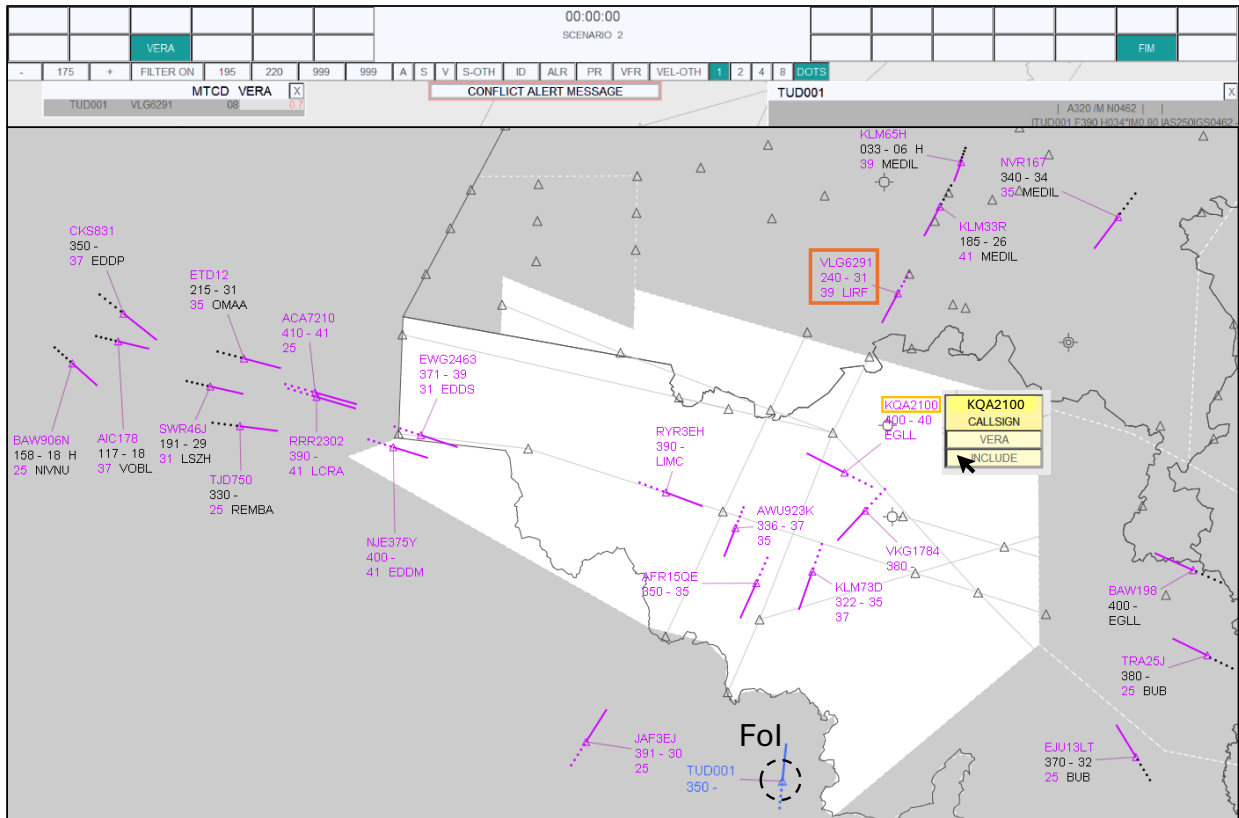 00:00:00
SCENARIO 2
VERA
FIM
- 175 + FILTER ON 195 220 999 999 A S V S-OTH ID ALR PR VFR VEL-OTH 1 2 4 8 DOTS
MTCD VERA X
TUD001 VLG6291 08 0.7
CONFLICT ALERT MESSAGE
TUD001 X
| A320 /M N0462 | |
|TUD001 F390 H034°|M0 80 |AS250|GS0462 -
KLM65H
033 - 06 H
39 MEDIL
NVR167
340 - 34
35 MEDIL
KLM33R
185 - 26
41 MEDIL
CKS831
350 -
37 EDDP
VLG6291
240 - 31
39 LIRF
ETD12
215 - 31
35 OMAA
ACA7210
410 - 41
25
EWG2463
371 - 39
31 EDDS
KQA2100
400 - 40
EGLL
KQA2100
CALLSIGN
VERA
INCLUDE
BAW906N
158 - 18 H
25 NIVNU
AIC178
117 - 18
37 VOBL
SWR46J
191 - 29
31 LSZH
RRR2302
390 -
41 LCRA
RYR3EH
390 -
LIMC
TJD750
330 -
25 REMBA
AWU923K
336 - 37
35
NJE375Y
400 -
41 EDDM
VKG1784
380 -
AFR15QE
350 - 35
KLM73D
322 - 35
37
BAW198
400 -
EGLL
TRA25J
380 -
25 BUB
JAF3EJ
391 - 30
25
FoI
TUD001
350 -
EJU13LT
370 - 32
25 BUB